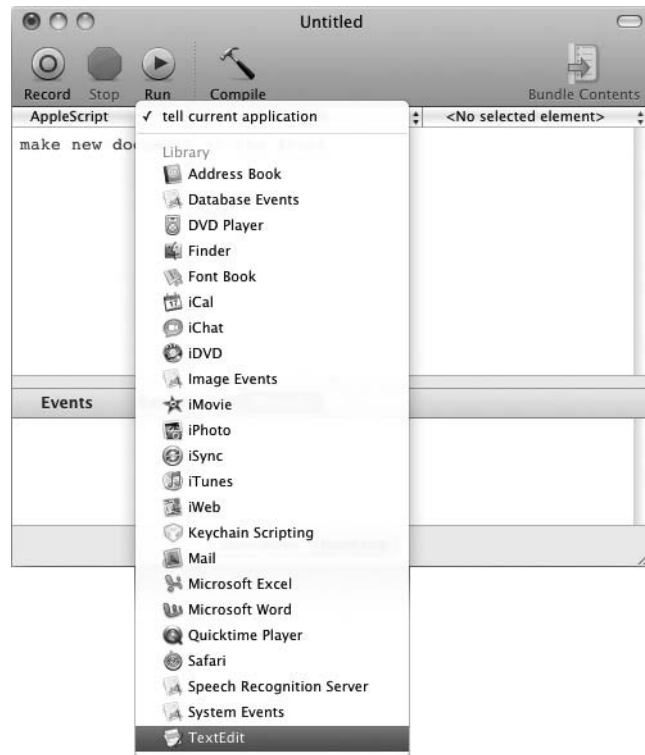 Untitled
Record Stop Run Compile Bundle Contents
AppleScript ✓ tell current application <No selected element>
make new do
Library
Address Book
Database Events
DVD Player
Finder
Font Book
iCal
iChat
iDVD
Image Events
Events
iMovie
iPhoto
iSync
iTunes
iWeb
Keychain Scripting
Mail
Microsoft Excel
Microsoft Word
Quicktime Player
Safari
Speech Recognition Server
System Events
TextEdit